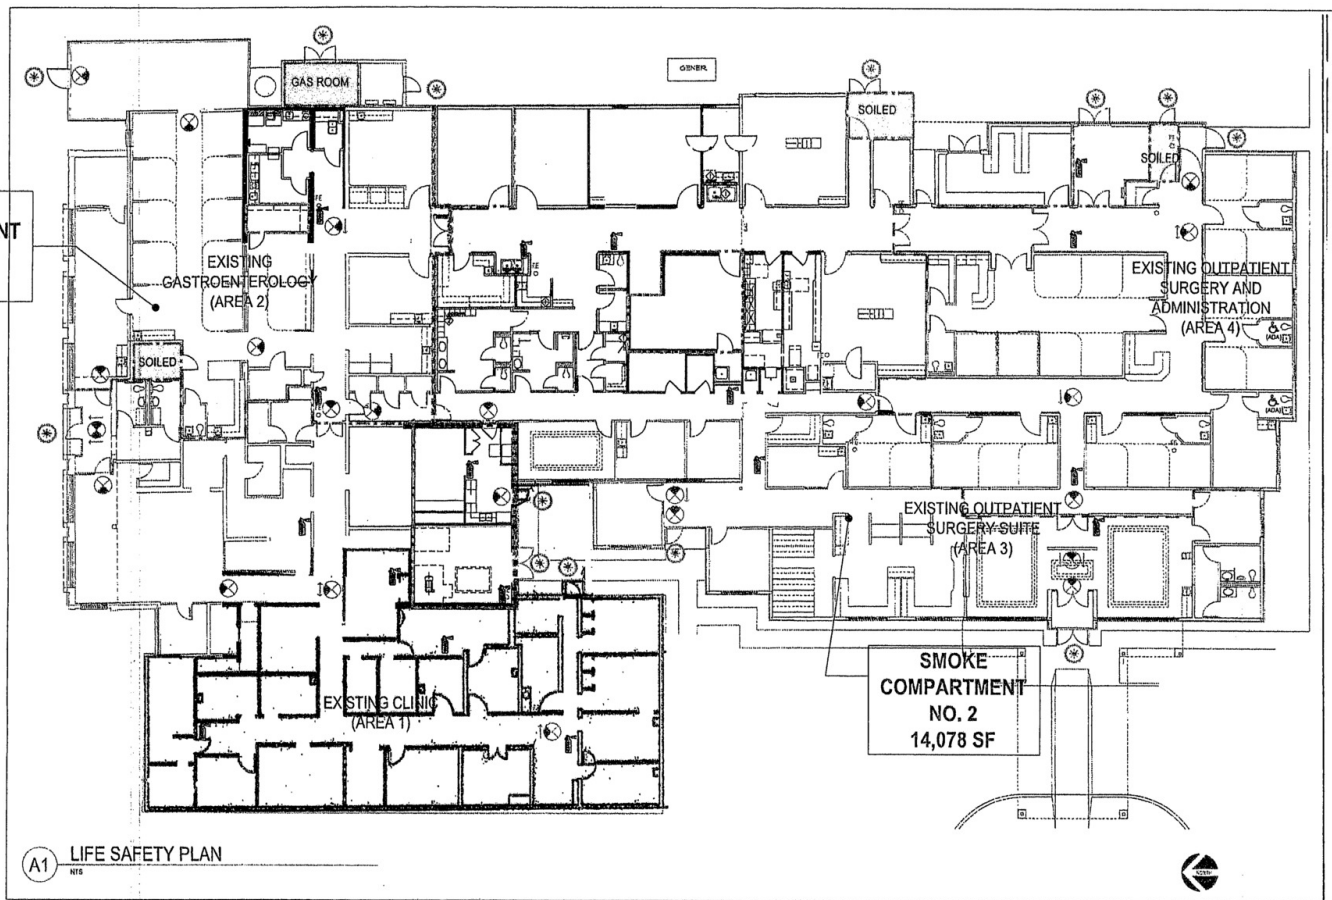 GAS ROOM
GENER.
SOILED
SOILED
NT
EXISTING
GASTROENTEROLOGY
(AREA 2)
EXISTING OUTPATIENT
SURGERY AND
ADMINISTRATION
(AREA 4)
(ADA)
SOILED
(ADA)
EXISTING OUTPATIENT
SURGERY SUITE
(AREA 3)
SMOKE
COMPARTMENT
NO. 2
14,078 SF
EXISTING CLINIC
(AREA 1)
A1
LIFE SAFETY PLAN
NTS
NORTH